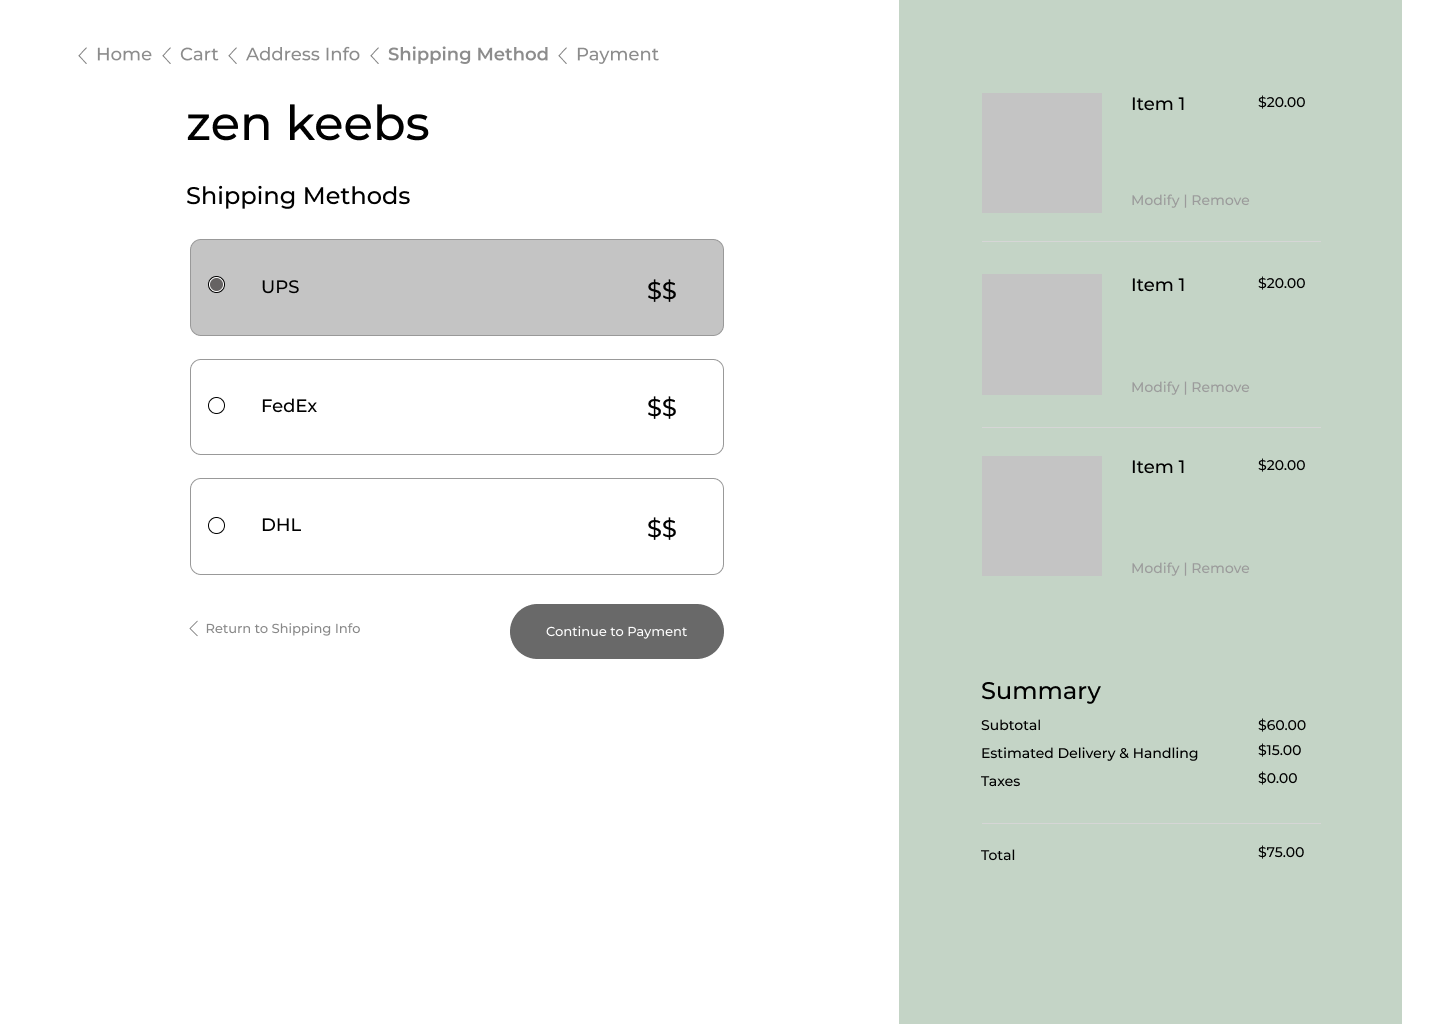 Home Cart Address Info Shipping Method Payment
zen keebs
Shipping Methods
UPS $$
FedEx $$
DHL $$
Return to Shipping Info
Continue to Payment
Item 1 $20.00
Modify | Remove
Item 1 $20.00
Modify | Remove
Item 1 $20.00
Modify | Remove
Summary
Subtotal $60.00
Estimated Delivery & Handling $15.00
Taxes $0.00
Total $75.00